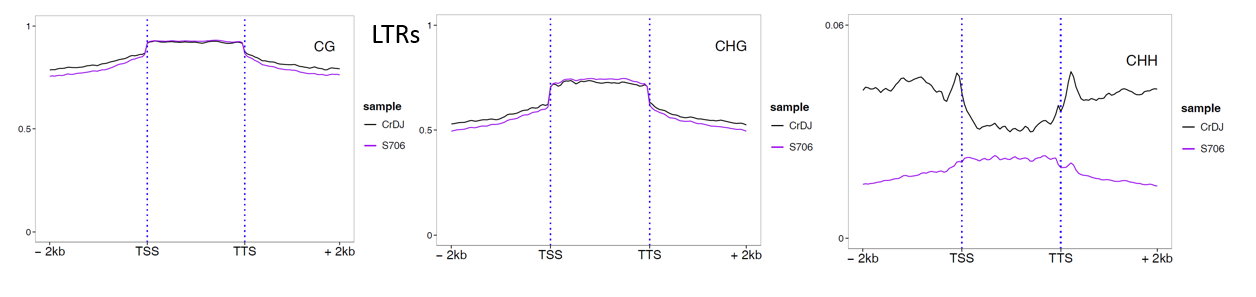 LTRs
1
0.5
0
CG
− 2kb TSS TTS + 2kb
sample
CrDJ
S706
1
0.5
0
CHG
− 2kb TSS TTS + 2kb
sample
CrDJ
S706
0.06
0
CHH
− 2kb TSS TTS + 2kb
sample
CrDJ
S706